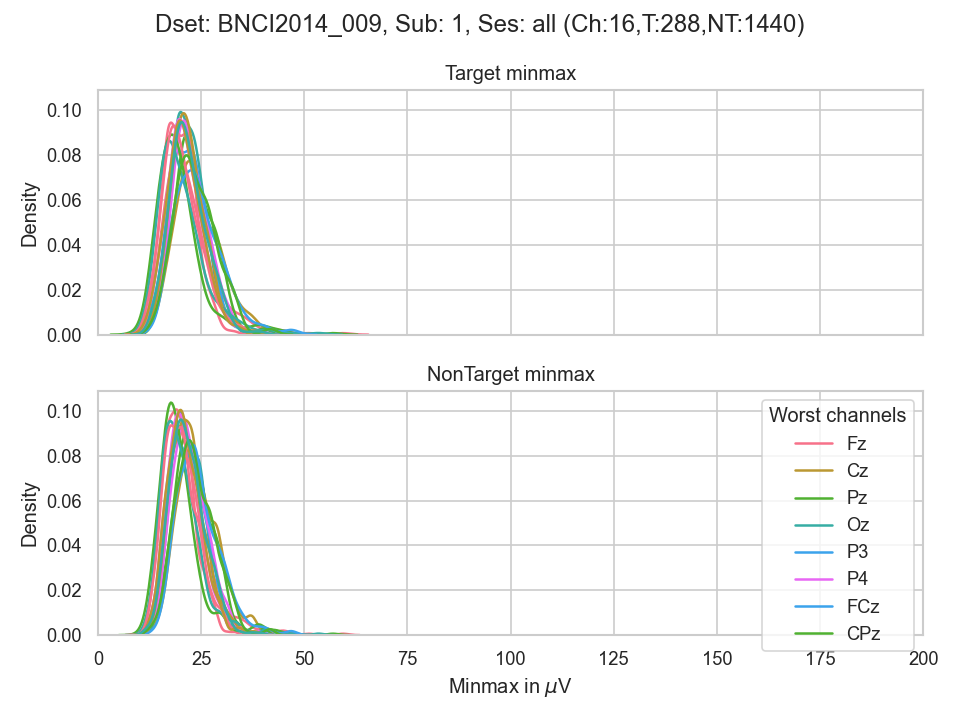 Dset: BNCI2014_009, Sub: 1, Ses: all (Ch:16,T:288,NT:1440)
Target minmax
0.10
0.08
0.06
0.04
0.02
0.00
Density
NonTarget minmax
0.10
0.08
0.06
0.04
0.02
0.00
Density
Worst channels
Fz
Cz
Pz
Oz
P3
P4
FCz
CPz
0 25 50 75 100 125 150 175 200
Minmax in μV